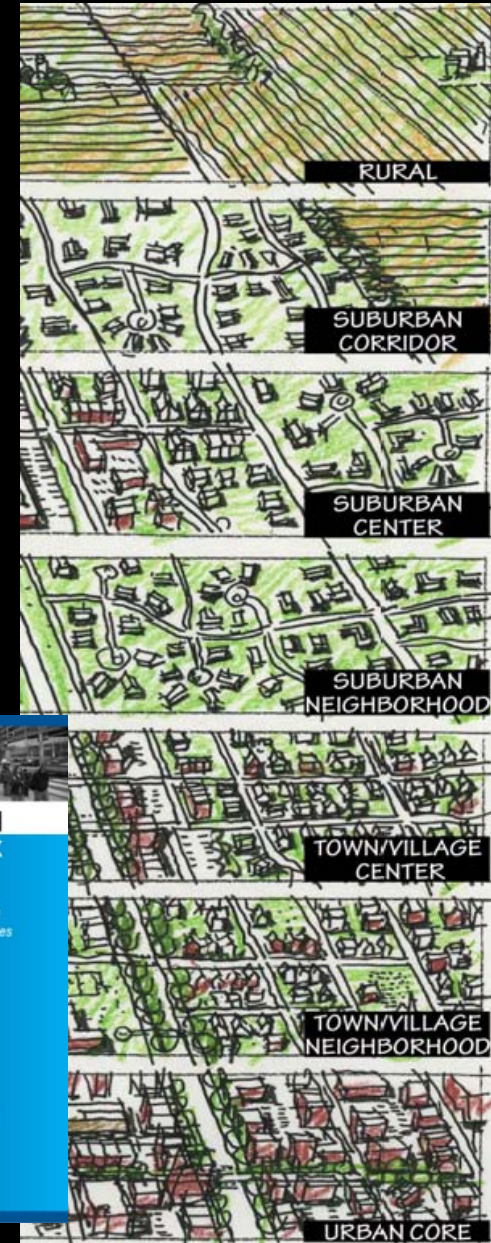 RURAL
SUBURBAN
CORRIDOR
SUBURBAN
CENTER
SUBURBAN
NEIGHBORHOOD
TOWN/VILLAGE
CENTER
TOWN/VILLAGE
NEIGHBORHOOD
URBAN CORE